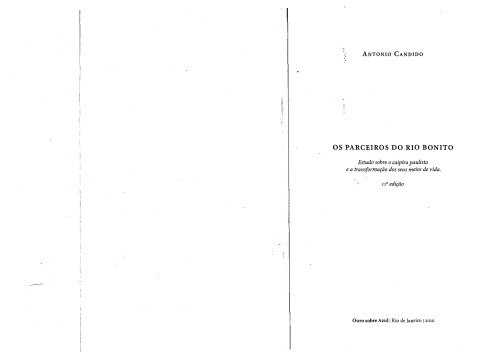 ANTONIO CANDIDO
OS PARCEIROS DO RIO BONITO
Estudo sobre o caipira paulista
e a transformação dos seus meios de vida.
11ª edição
Ouro sobre Azul | Rio de Janeiro | 2010